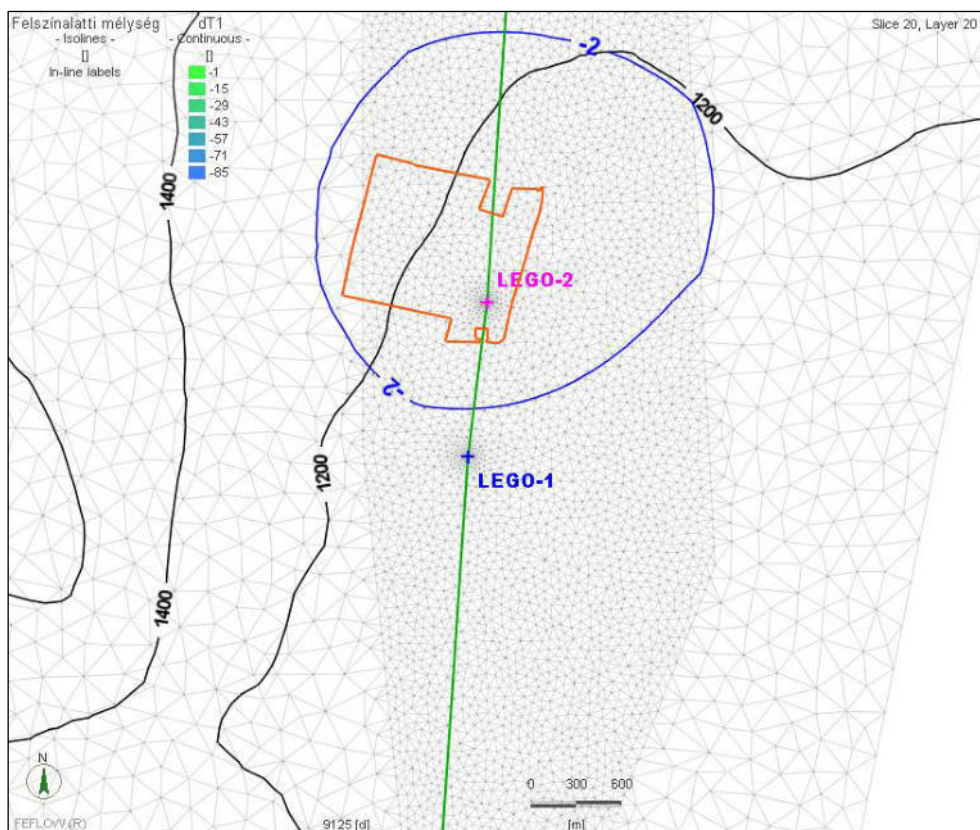 Felszínalatti mélység
- Isolines -
[]
In-line labels
dT1
- Continuous -
[]
-1
-15
-29
-43
-57
-71
-85
Slice 20, Layer 20
-2
1200
1400
LEGO-2
-2
LEGO-1
1200
1400
N
0 300 600
[m]
9125 [d]
FEFLOW (R)